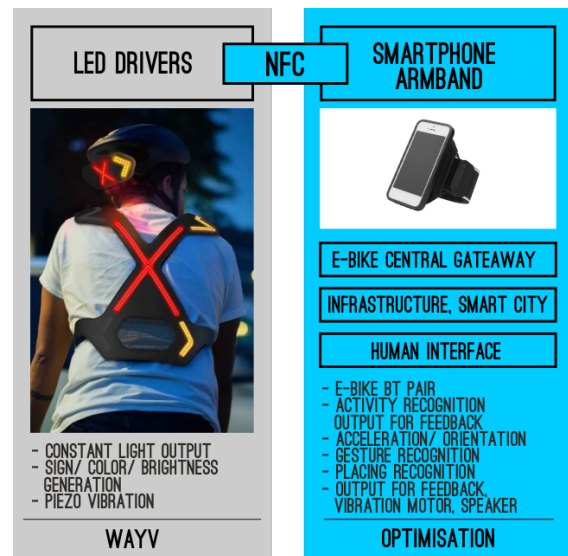 LED DRIVERS
NFC
SMARTPHONE
ARMBAND
E-BIKE CENTRAL GATEAWAY
INFRASTRUCTURE, SMART CITY
HUMAN INTERFACE
- CONSTANT LIGHT OUTPUT
- SIGN/ COLOR/ BRIGHTNESS
GENERATION
- PIEZO VIBRATION
WAYV
- E-BIKE BT PAIR
- ACTIVITY RECOGNITION
OUTPUT FOR FEEDBACK
- ACCELERATION/ ORIENTATION
- GESTURE RECOGNITION
- PLACING RECOGNITION
- OUTPUT FOR FEEDBACK,
VIBRATION MOTOR, SPEAKER
OPTIMISATION